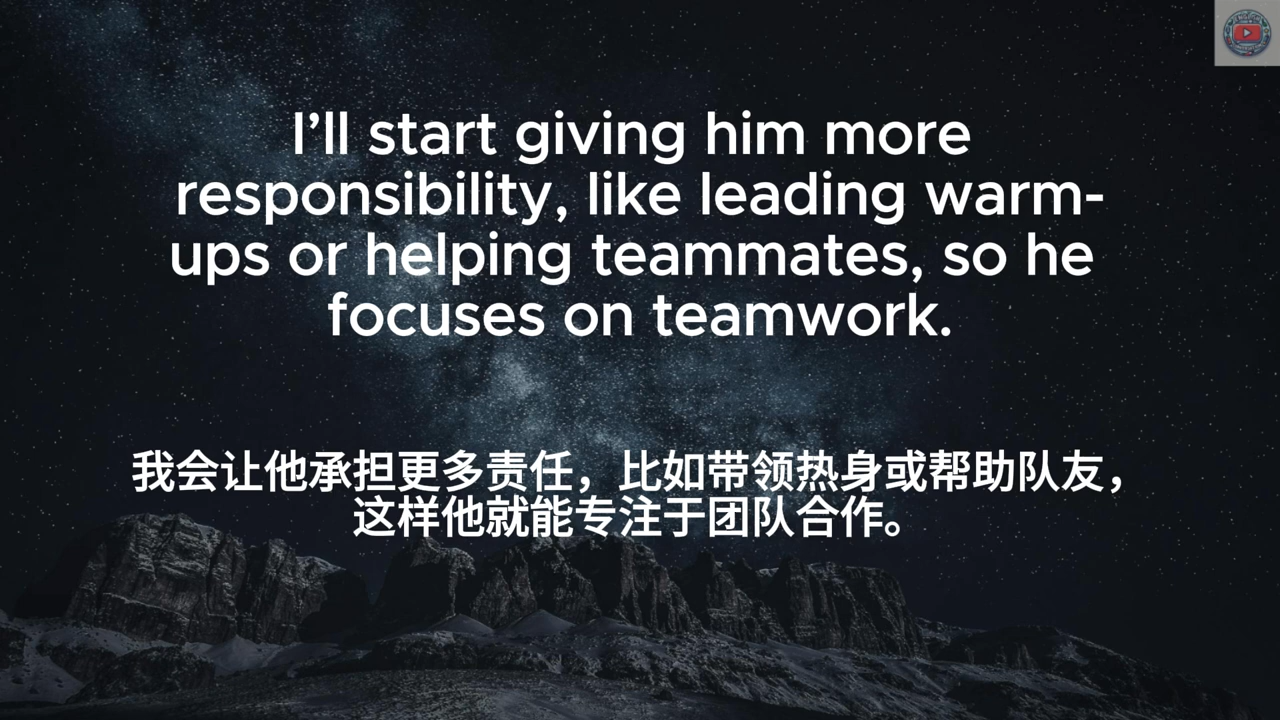 I’ll start giving him more
responsibility, like leading warm-
ups or helping teammates, so he
focuses on teamwork.
我会让他承担更多责任，比如带领热身或帮助队友，
这样他就能专注于团队合作。